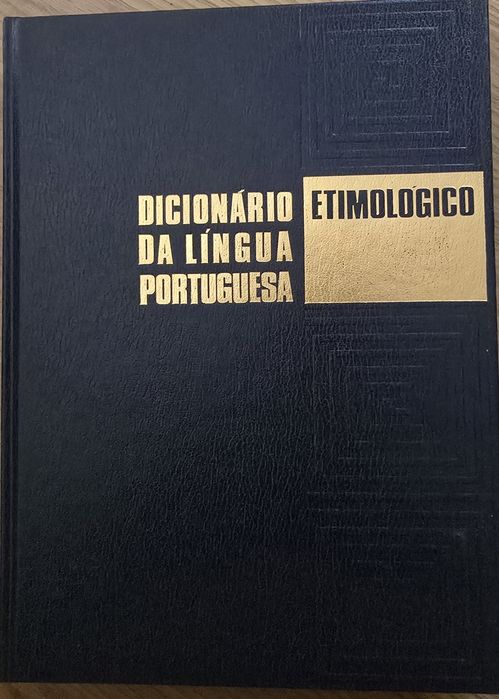 DICIONÁRIO ETIMOLÓGICO
DA LÍNGUA
PORTUGUESA